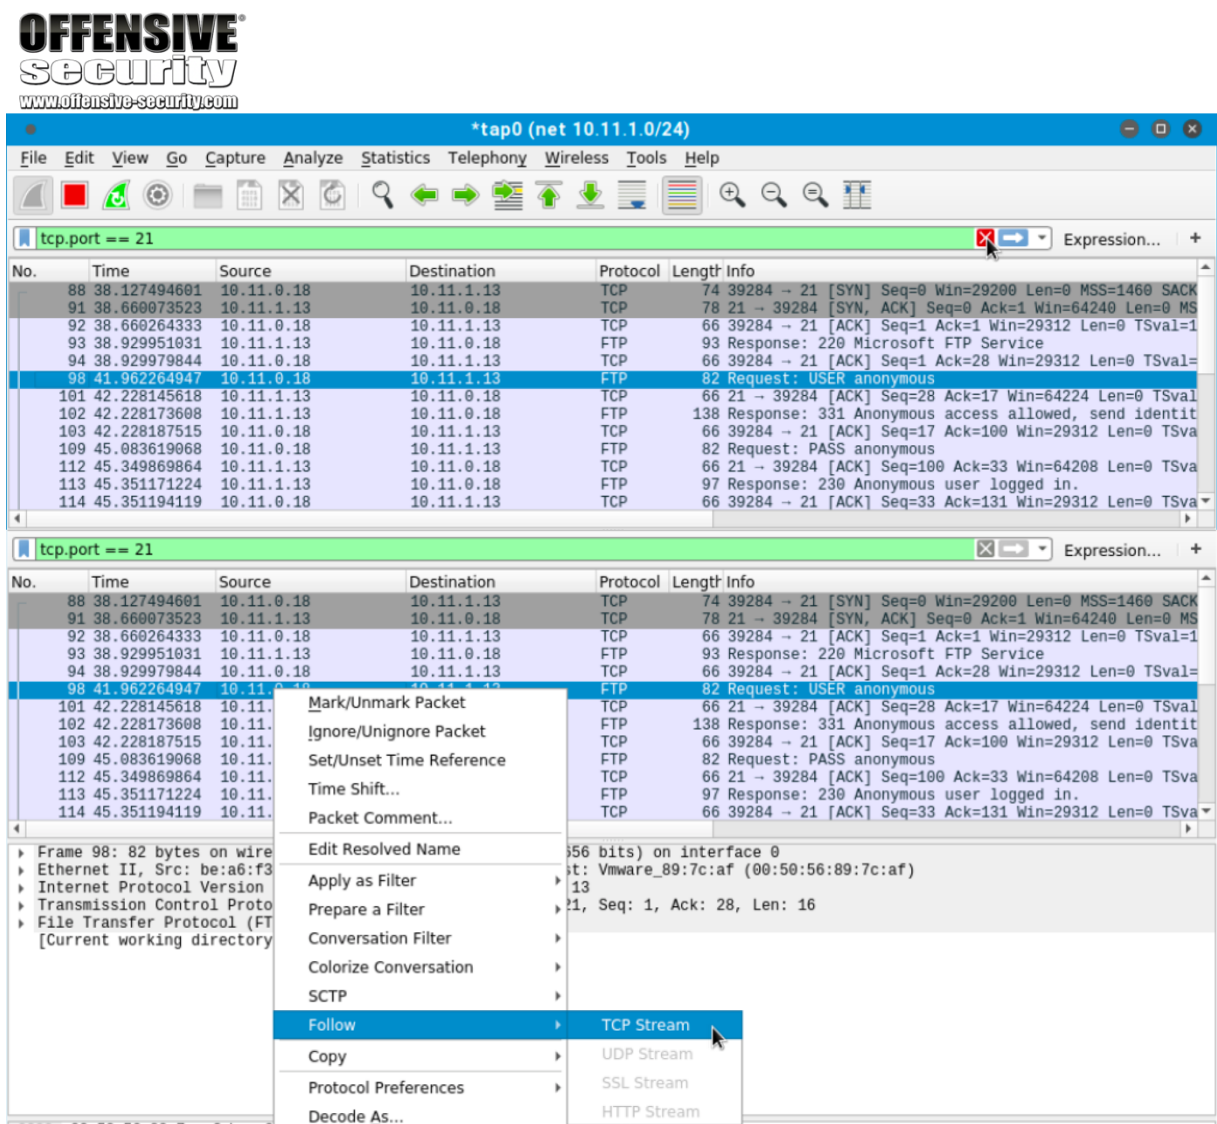 OFFENSIVE
security
www.offensive-security.com
*tap0 (net 10.11.1.0/24)
File Edit View Go Capture Analyze Statistics Telephony Wireless Tools Help
tcp.port == 21 Expression... +
No. Time Source Destination Protocol Length Info
88 38.127494601 10.11.0.18 10.11.1.13 TCP 74 39284 → 21 [SYN] Seq=0 Win=29200 Len=0 MSS=1460 SACK
91 38.660073523 10.11.1.13 10.11.0.18 TCP 78 21 → 39284 [SYN, ACK] Seq=0 Ack=1 Win=64240 Len=0 MS
92 38.660264333 10.11.0.18 10.11.1.13 TCP 66 39284 → 21 [ACK] Seq=1 Ack=1 Win=29312 Len=0 TSval=1
93 38.929951031 10.11.1.13 10.11.0.18 FTP 93 Response: 220 Microsoft FTP Service
94 38.929979844 10.11.0.18 10.11.1.13 TCP 66 39284 → 21 [ACK] Seq=1 Ack=28 Win=29312 Len=0 TSval=
98 41.962264947 10.11.0.18 10.11.1.13 FTP 82 Request: USER anonymous
101 42.228145618 10.11.1.13 10.11.0.18 TCP 66 21 → 39284 [ACK] Seq=28 Ack=17 Win=64224 Len=0 TSval
102 42.228173608 10.11.1.13 10.11.0.18 FTP 138 Response: 331 Anonymous access allowed, send identit
103 42.228187515 10.11.0.18 10.11.1.13 TCP 66 39284 → 21 [ACK] Seq=17 Ack=100 Win=29312 Len=0 TSva
109 45.083619068 10.11.0.18 10.11.1.13 FTP 82 Request: PASS anonymous
112 45.349869864 10.11.1.13 10.11.0.18 TCP 66 21 → 39284 [ACK] Seq=100 Ack=33 Win=64208 Len=0 TSva
113 45.351171224 10.11.1.13 10.11.0.18 FTP 97 Response: 230 Anonymous user logged in.
114 45.351194119 10.11.0.18 10.11.1.13 TCP 66 39284 → 21 [ACK] Seq=33 Ack=131 Win=29312 Len=0 TSva
tcp.port == 21 Expression... +
No. Time Source Destination Protocol Length Info
88 38.127494601 10.11.0.18 10.11.1.13 TCP 74 39284 → 21 [SYN] Seq=0 Win=29200 Len=0 MSS=1460 SACK
91 38.660073523 10.11.1.13 10.11.0.18 TCP 78 21 → 39284 [SYN, ACK] Seq=0 Ack=1 Win=64240 Len=0 MS
92 38.660264333 10.11.0.18 10.11.1.13 TCP 66 39284 → 21 [ACK] Seq=1 Ack=1 Win=29312 Len=0 TSval=1
93 38.929951031 10.11.1.13 10.11.0.18 FTP 93 Response: 220 Microsoft FTP Service
94 38.929979844 10.11.0.18 10.11.1.13 TCP 66 39284 → 21 [ACK] Seq=1 Ack=28 Win=29312 Len=0 TSval=
98 41.962264947 10.11.0.18 10.11.1.13 FTP 82 Request: USER anonymous
101 42.228145618 10.11. TCP 66 21 → 39284 [ACK] Seq=28 Ack=17 Win=64224 Len=0 TSval
102 42.228173608 10.11. FTP 138 Response: 331 Anonymous access allowed, send identit
103 42.228187515 10.11. TCP 66 39284 → 21 [ACK] Seq=17 Ack=100 Win=29312 Len=0 TSva
109 45.083619068 10.11. FTP 82 Request: PASS anonymous
112 45.349869864 10.11. TCP 66 21 → 39284 [ACK] Seq=100 Ack=33 Win=64208 Len=0 TSva
113 45.351171224 10.11. FTP 97 Response: 230 Anonymous user logged in.
114 45.351194119 10.11. TCP 66 39284 → 21 [ACK] Seq=33 Ack=131 Win=29312 Len=0 TSva
Mark/Unmark Packet
Ignore/Unignore Packet
Set/Unset Time Reference
Time Shift...
Packet Comment...
Edit Resolved Name
Apply as Filter
Prepare a Filter
Conversation Filter
Colorize Conversation
SCTP
Follow
Copy
Protocol Preferences
Decode As...
TCP Stream
UDP Stream
SSL Stream
HTTP Stream
Frame 98: 82 bytes on wire 656 bits) on interface 0
Ethernet II, Src: be:a6:f3 st: Vmware_89:7c:af (00:50:56:89:7c:af)
Internet Protocol Version 13
Transmission Control Proto 21, Seq: 1, Ack: 28, Len: 16
File Transfer Protocol (FT
[Current working directory